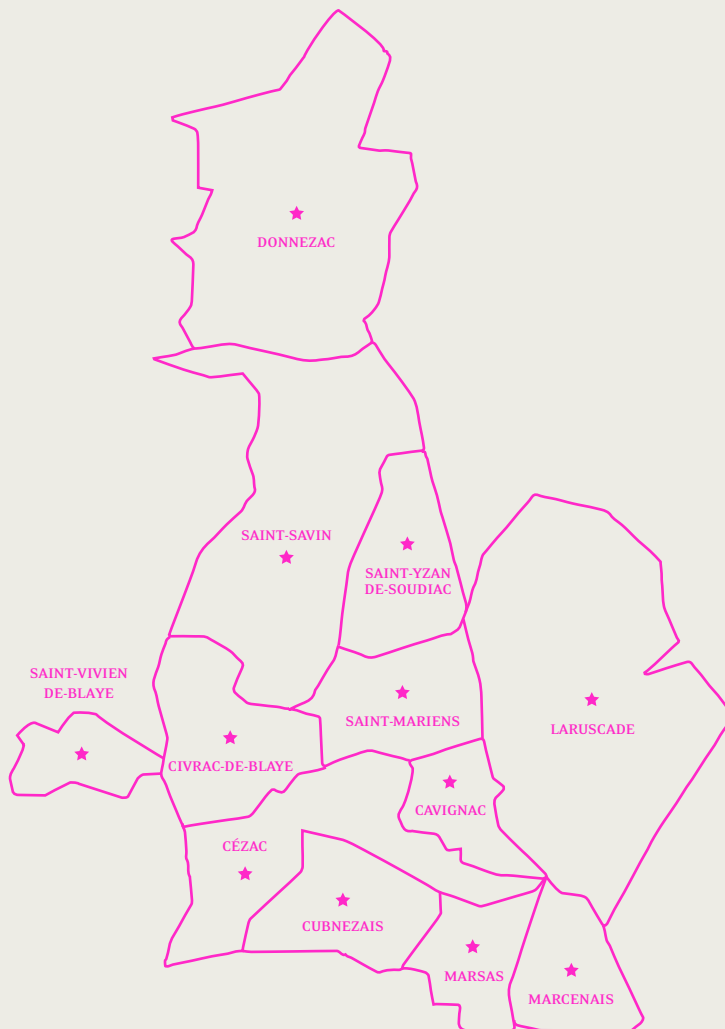 DONNEZAC
SAINT-SAVIN
SAINT-YZAN
DE-SOUDIAC
SAINT-VIVIEN
DE-BLAYE
SAINT-MARIENS
LARUSCADE
CIVRAC-DE-BLAYE
CAVIGNAC
CÉZAC
CUBNEZAIS
MARSAS
MARCENAIS